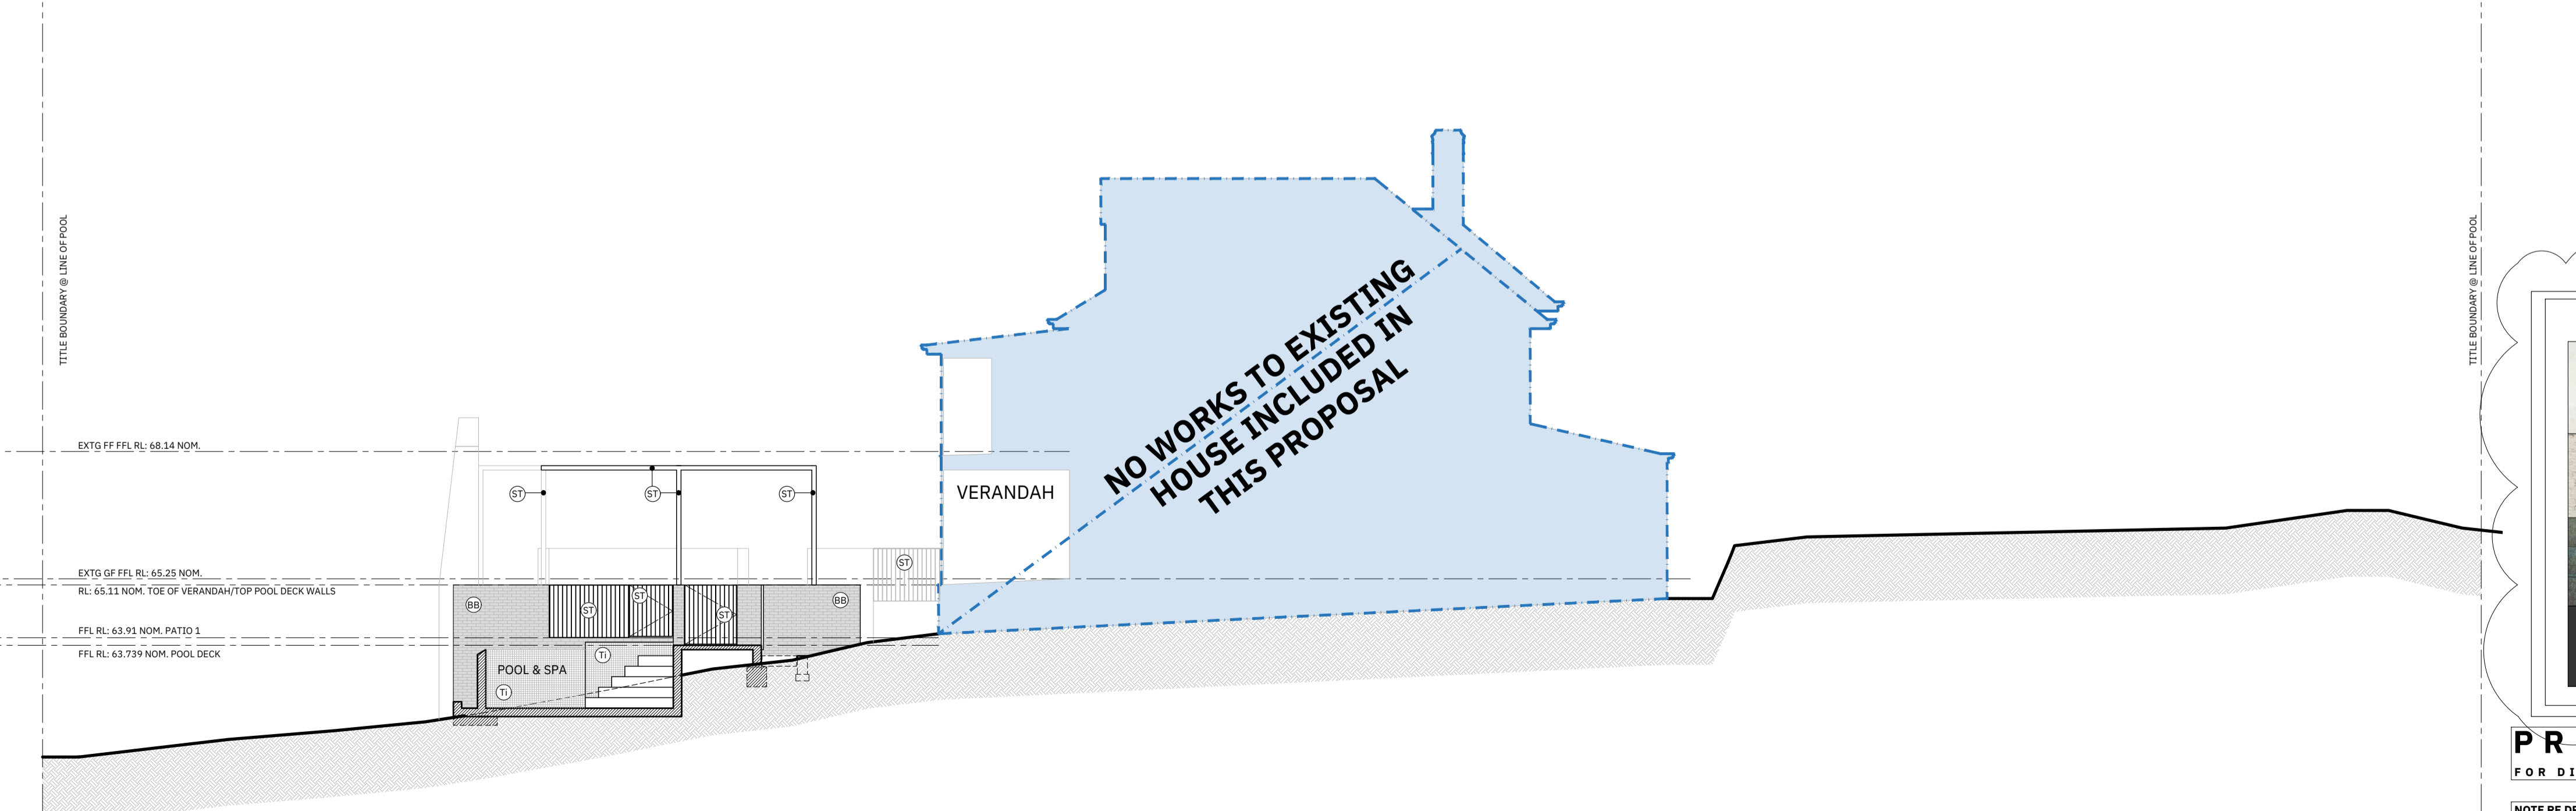 TITLE BOUNDARY @ LINE OF POOL
TITLE BOUNDARY @ LINE OF POOL
NO WORKS TO EXISTING
HOUSE INCLUDED IN
THIS PROPOSAL
EXTG FF FFL RL: 68.14 NOM.
ST
ST
ST
VERANDAH
ST
EXTG GF FFL RL: 65.25 NOM.
RL: 65.11 NOM. TOE OF VERANDAH/TOP POOL DECK WALLS
BB
ST
ST
ST
BB
FFL RL: 63.91 NOM. PATIO 1
FFL RL: 63.739 NOM. POOL DECK
Ti
POOL & SPA
Ti
PR
FOR DI